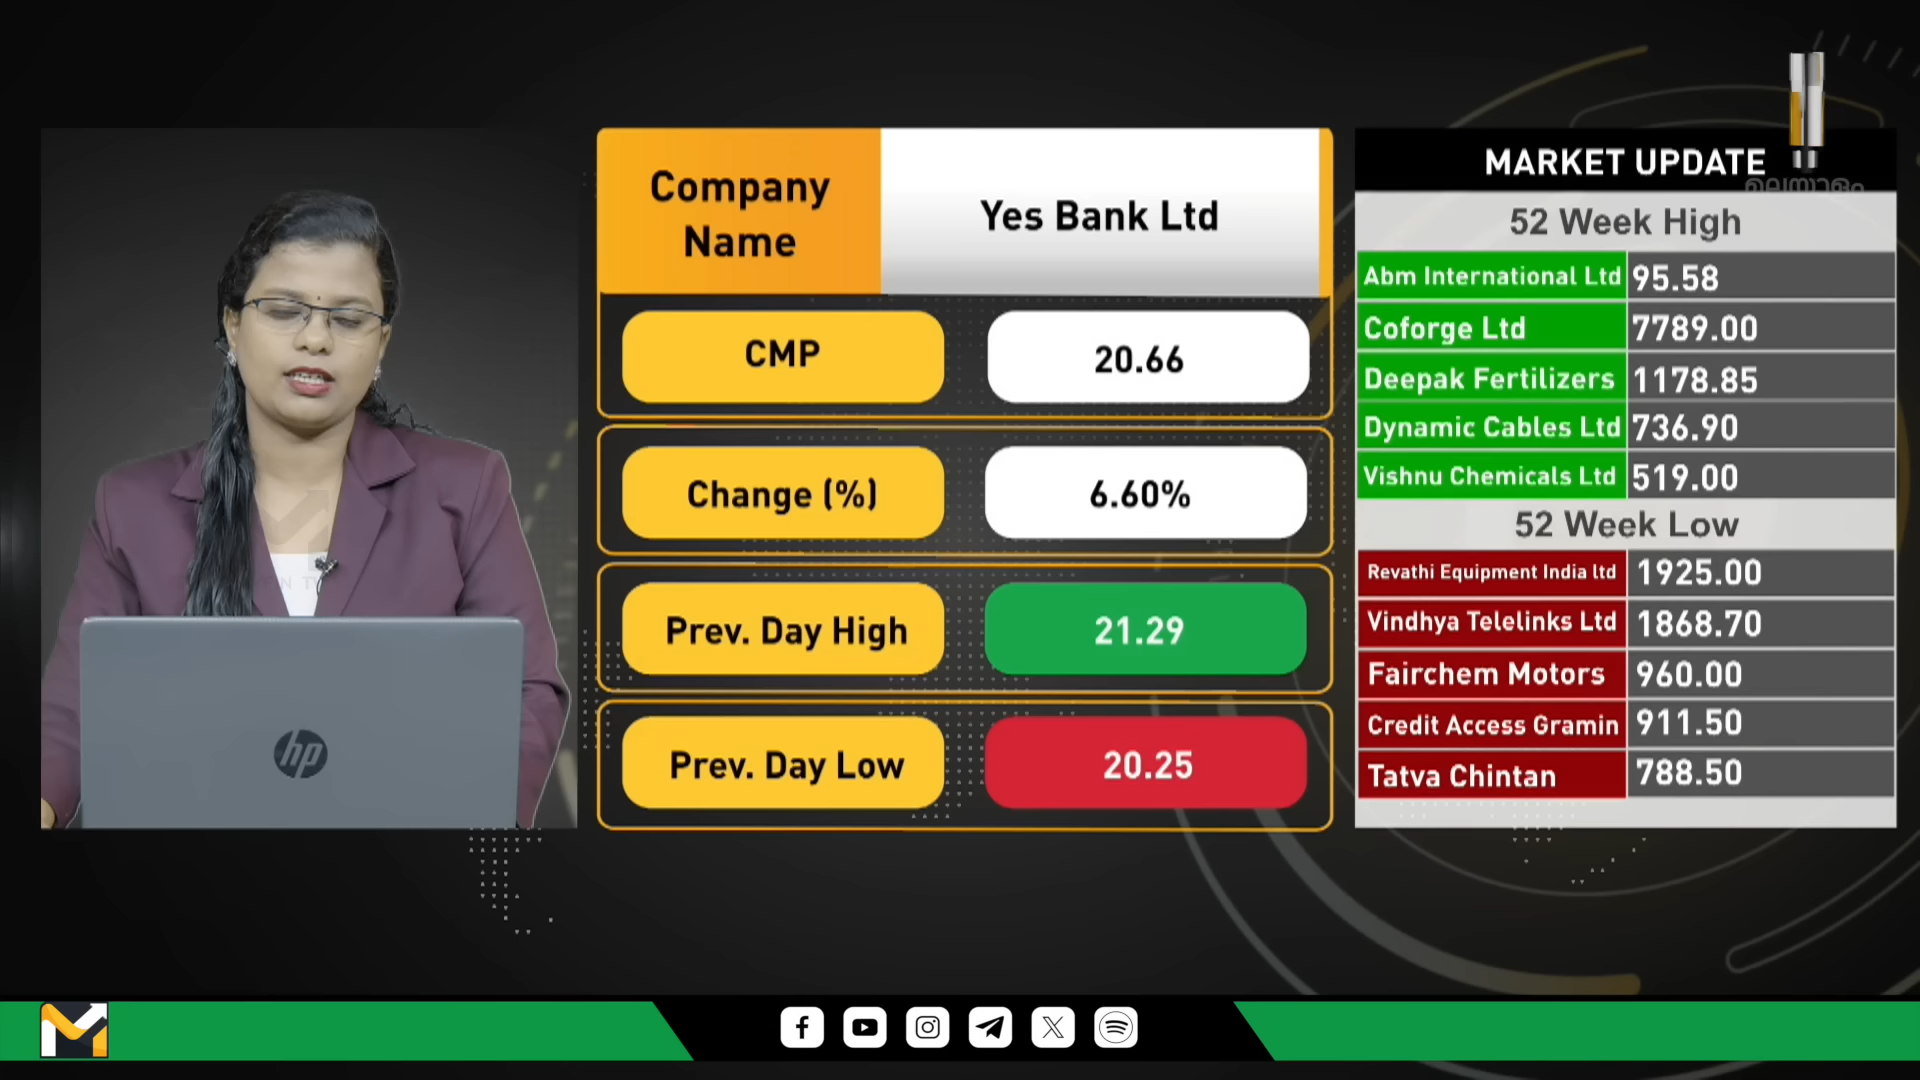 Company
Name
Yes Bank Ltd
CMP
20.66
Change (%)
6.60%
Prev. Day High
21.29
Prev. Day Low
20.25
MARKET UPDATE
മലയാളം
52 Week High
Abm International Ltd 95.58
Coforge Ltd 7789.00
Deepak Fertilizers 1178.85
Dynamic Cables Ltd 736.90
Vishnu Chemicals Ltd 519.00
52 Week Low
Revathi Equipment India ltd 1925.00
Vindhya Telelinks Ltd 1868.70
Fairchem Motors 960.00
Credit Access Gramin 911.50
Tatva Chintan 788.50
hp